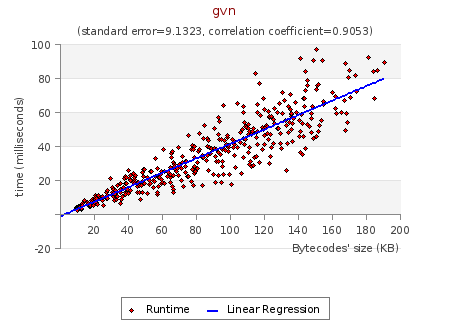 gvn
(standard error=9.1323, correlation coefficient=0.9053)
100
80
60
40
20
-20
time (milliseconds)
20 40 60 80 100 120 140 160 180 200
Bytecodes' size (KB)
Runtime Linear Regression